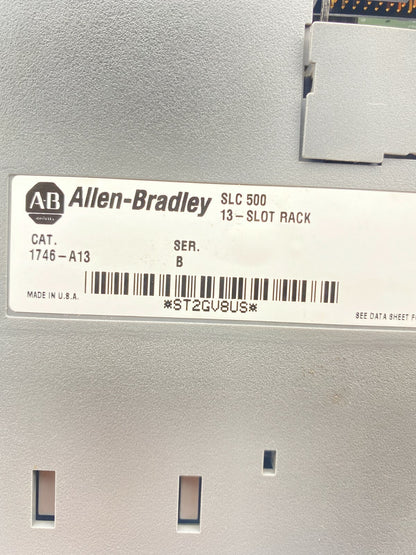 AB
Allen-Bradley
SLC 500
13-SLOT RACK
CAT.
1746-A13
SER.
B
MADE IN U.S.A.
*ST2GV8US*
SEE DATA SHEET